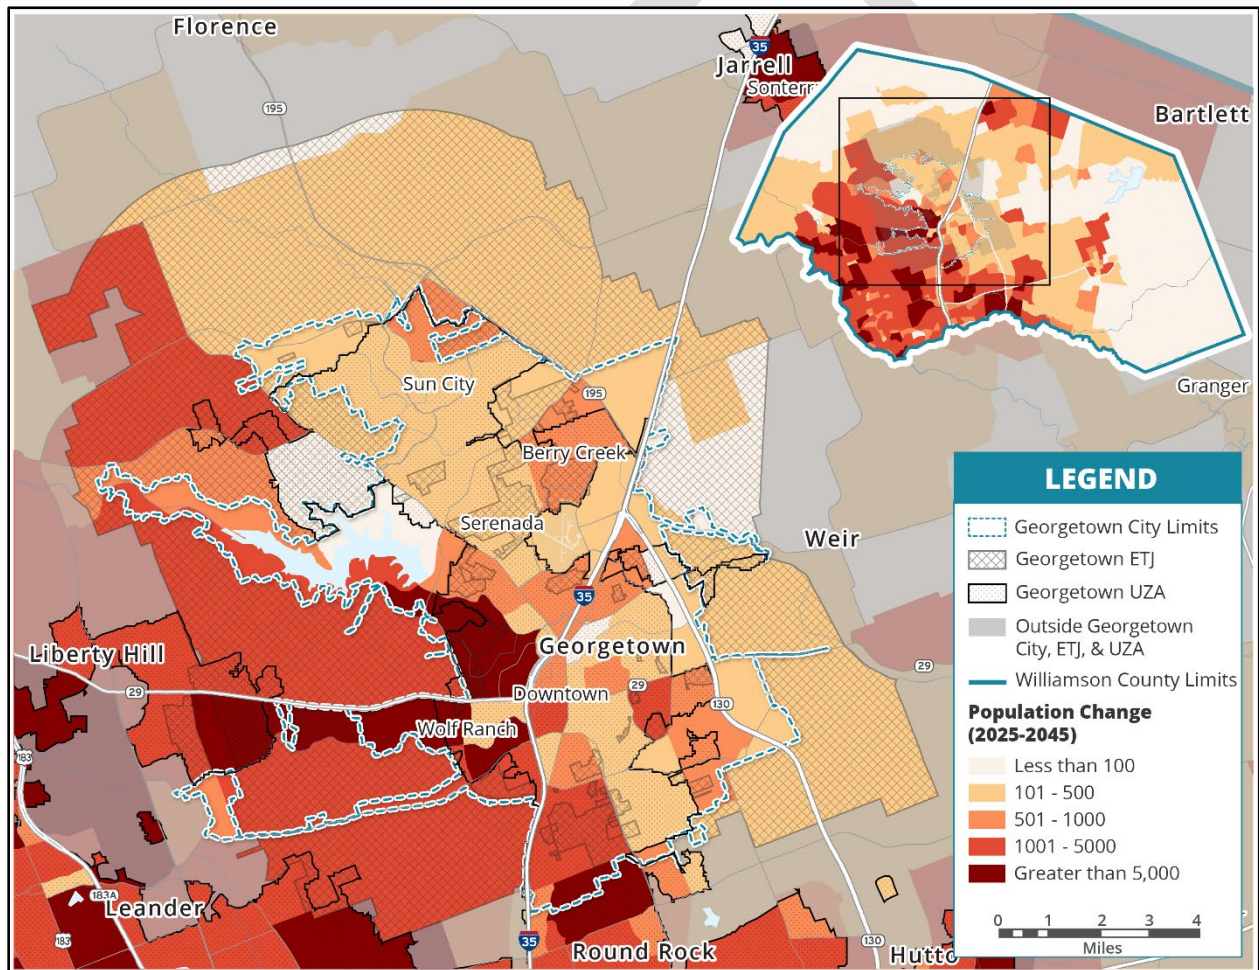 Florence
35
Jarrell
Sonterr
195
Bartlett
Sun City
195
Granger
Berry Creek
Serenada
Weir
35
Liberty Hill
Georgetown
29
29
29
Downtown
130
Wolf Ranch
183
183A
Leander
183
35
Round Rock
130
Hutto
LEGEND
Georgetown City Limits
Georgetown ETJ
Georgetown UZA
Outside Georgetown
City, ETJ, & UZA
Williamson County Limits
Population Change
(2025-2045)
Less than 100
101 - 500
501 - 1000
1001 - 5000
Greater than 5,000
0 1 2 3 4
Miles